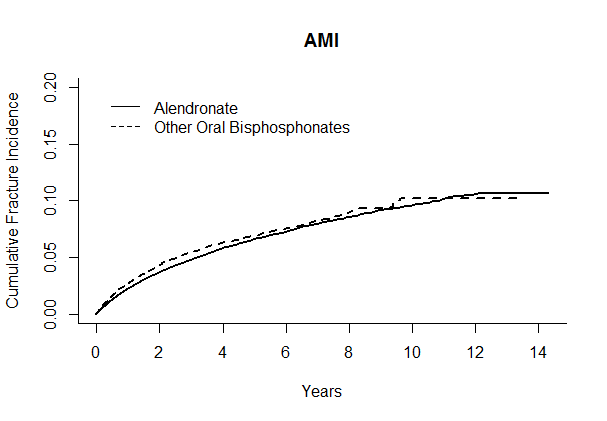 AMI
Cumulative Fracture Incidence
0.20
0.15
0.10
0.05
0.00
Alendronate
Other Oral Bisphosphonates
0 2 4 6 8 10 12 14
Years